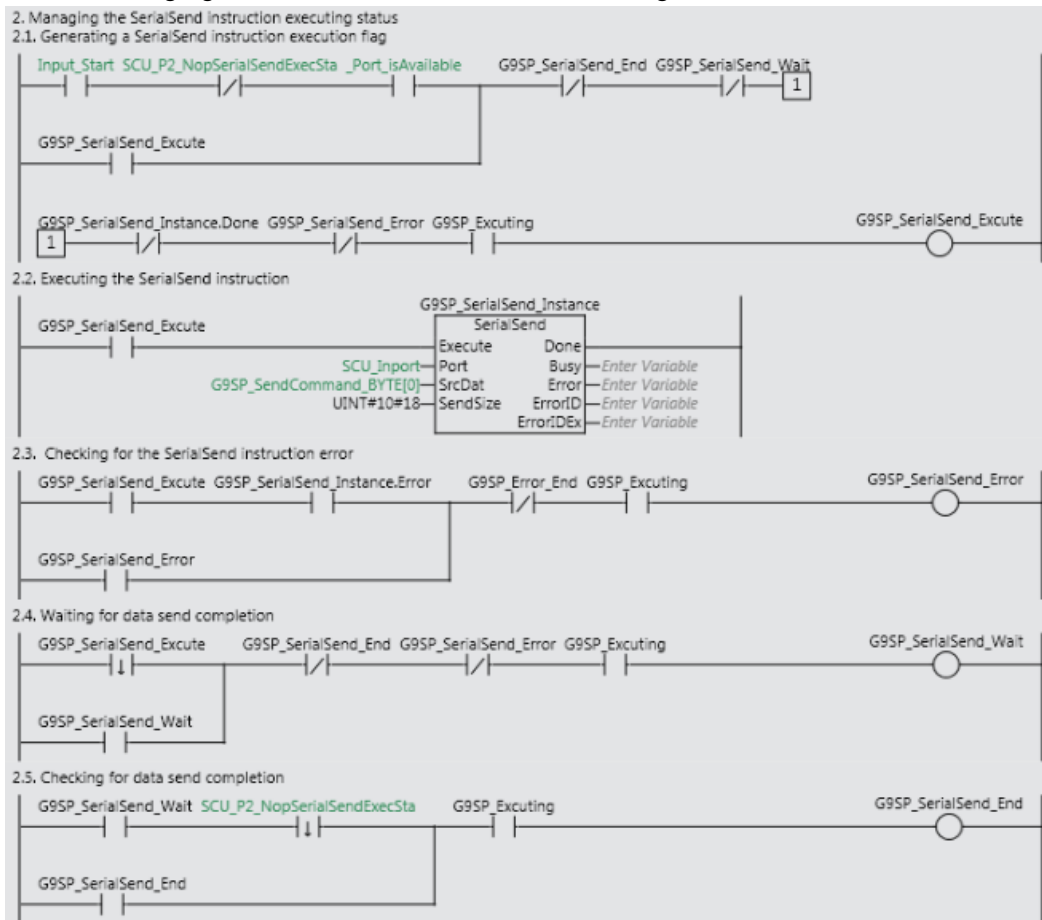 2. Managing the SerialSend instruction executing status
2.1. Generating a SerialSend instruction execution flag
Input_Start SCU_P2_NopSerialSendExecSta _Port_isAvailable G9SP_SerialSend_End G9SP_SerialSend_Wait
1
G9SP_SerialSend_Excute
G9SP_SerialSend_Instance.Done G9SP_SerialSend_Error G9SP_Excuting G9SP_SerialSend_Excute
1
2.2. Executing the SerialSend instruction
G9SP_SerialSend_Instance
G9SP_SerialSend_Excute SerialSend
Execute Done
SCU_Inport Port Busy Enter Variable
G9SP_SendCommand_BYTE[0] SrcDat Error Enter Variable
UINT#10#18 SendSize ErrorID Enter Variable
ErrorIDEx Enter Variable
2.3. Checking for the SerialSend instruction error
G9SP_SerialSend_Excute G9SP_SerialSend_Instance.Error G9SP_Error_End G9SP_Excuting G9SP_SerialSend_Error
G9SP_SerialSend_Error
2.4. Waiting for data send completion
G9SP_SerialSend_Excute G9SP_SerialSend_End G9SP_SerialSend_Error G9SP_Excuting G9SP_SerialSend_Wait
G9SP_SerialSend_Wait
2.5. Checking for data send completion
G9SP_SerialSend_Wait SCU_P2_NopSerialSendExecSta G9SP_Excuting G9SP_SerialSend_End
G9SP_SerialSend_End